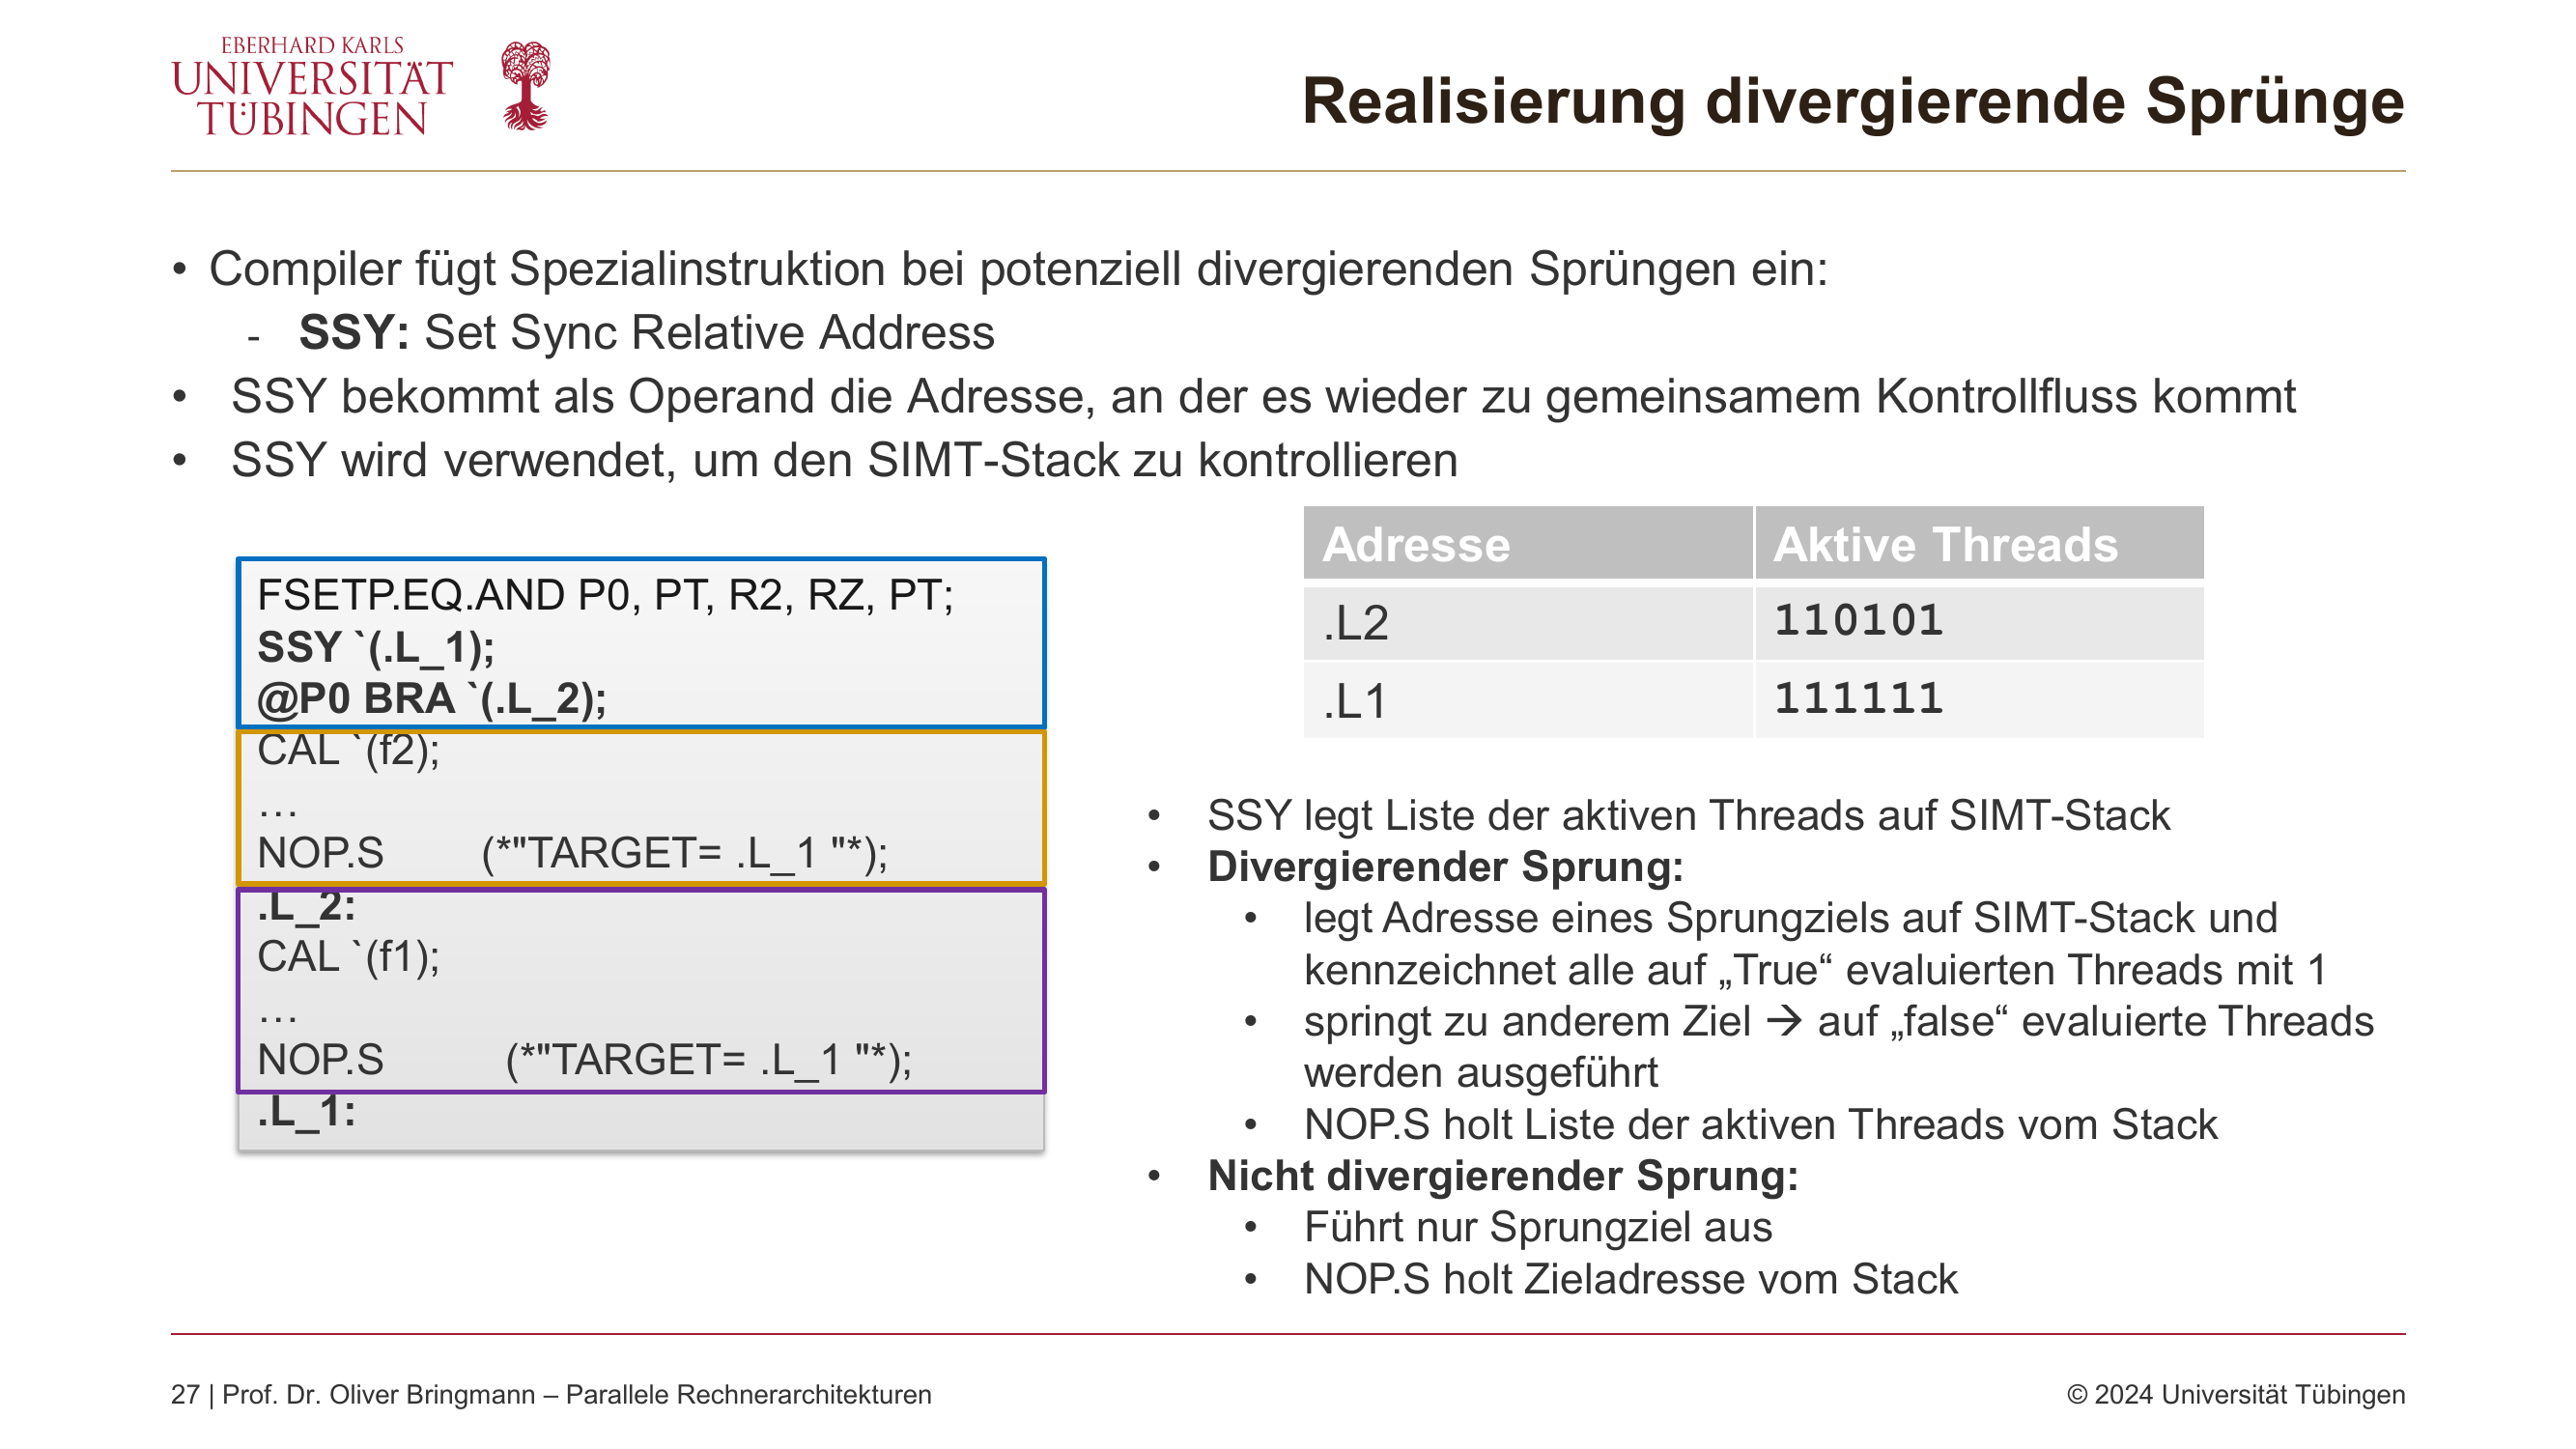 EBERHARD KARLS
UNIVERSITÄT
TÜBINGEN
Realisierung divergierende Sprünge
• Compiler fügt Spezialinstruktion bei potenziell divergierenden Sprüngen ein:
- SSY: Set Sync Relative Address
• SSY bekommt als Operand die Adresse, an der es wieder zu gemeinsamem Kontrollfluss kommt
• SSY wird verwendet, um den SIMT-Stack zu kontrollieren
FSETP.EQ.AND P0, PT, R2, RZ, PT;
SSY `(.L_1);
@P0 BRA `(.L_2);
CAL `(f2);
…
NOP.S (*"TARGET= .L_1 "*);
.L_2:
CAL `(f1);
…
NOP.S (*"TARGET= .L_1 "*);
.L_1:
Adresse Aktive Threads
.L2 110101
.L1 111111
• SSY legt Liste der aktiven Threads auf SIMT-Stack
• Divergierender Sprung:
• legt Adresse eines Sprungziels auf SIMT-Stack und
kennzeichnet alle auf „True“ evaluierten Threads mit 1
• springt zu anderem Ziel → auf „false“ evaluierte Threads
werden ausgeführt
• NOP.S holt Liste der aktiven Threads vom Stack
• Nicht divergierender Sprung:
• Führt nur Sprungziel aus
• NOP.S holt Zieladresse vom Stack
27 | Prof. Dr. Oliver Bringmann – Parallele Rechnerarchitekturen
© 2024 Universität Tübingen